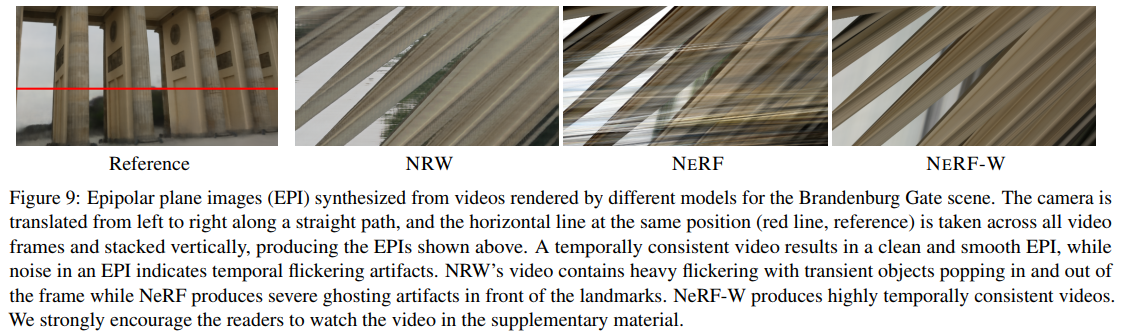 Reference NRW NERF NERF-W
Figure 9: Epipolar plane images (EPI) synthesized from videos rendered by different models for the Brandenburg Gate scene. The camera is
translated from left to right along a straight path, and the horizontal line at the same position (red line, reference) is taken across all video
frames and stacked vertically, producing the EPIs shown above. A temporally consistent video results in a clean and smooth EPI, while
noise in an EPI indicates temporal flickering artifacts. NRW's video contains heavy flickering with transient objects popping in and out of
the frame while NeRF produces severe ghosting artifacts in front of the landmarks. NeRF-W produces highly temporally consistent videos.
We strongly encourage the readers to watch the video in the supplementary material.